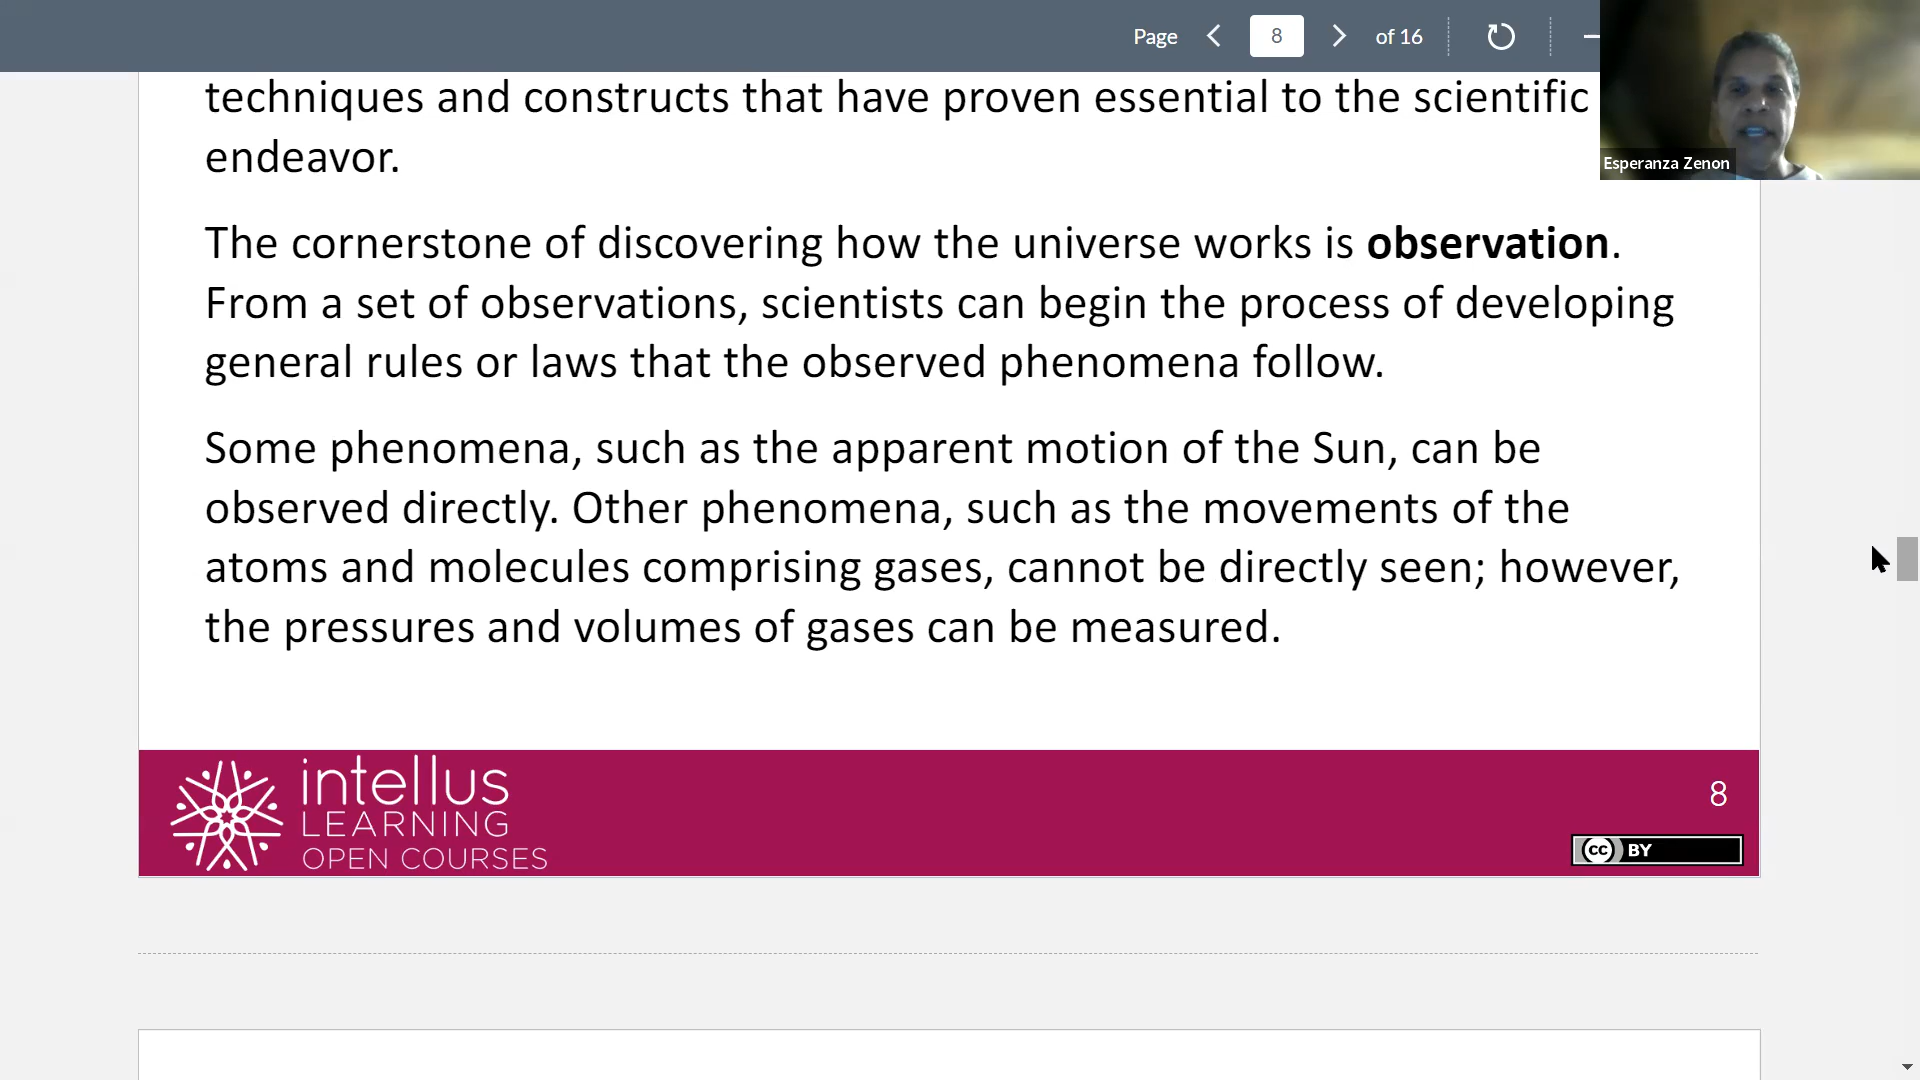 Page 8 of 16
Esperanza Zenon
techniques and constructs that have proven essential to the scientific
endeavor.
The cornerstone of discovering how the universe works is observation.
From a set of observations, scientists can begin the process of developing
general rules or laws that the observed phenomena follow.
Some phenomena, such as the apparent motion of the Sun, can be
observed directly. Other phenomena, such as the movements of the
atoms and molecules comprising gases, cannot be directly seen; however,
the pressures and volumes of gases can be measured.
intellus
LEARNING
OPEN COURSES
8
cc BY